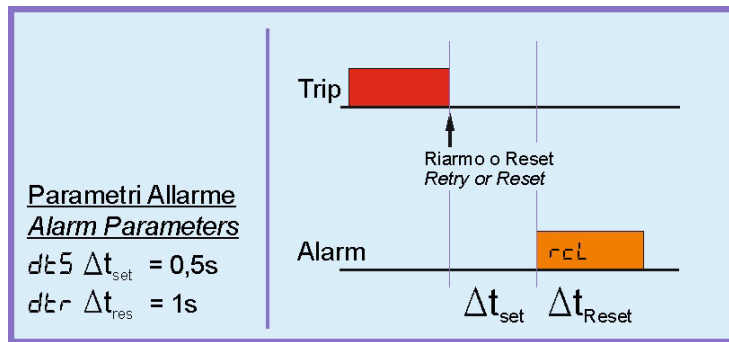 Parametri Allarme
Alarm Parameters
dtS Δtset = 0,5s
dtr Δtres = 1s
Trip
Riarmo o Reset
Retry or Reset
Alarm
rcL
Δtset
ΔtReset